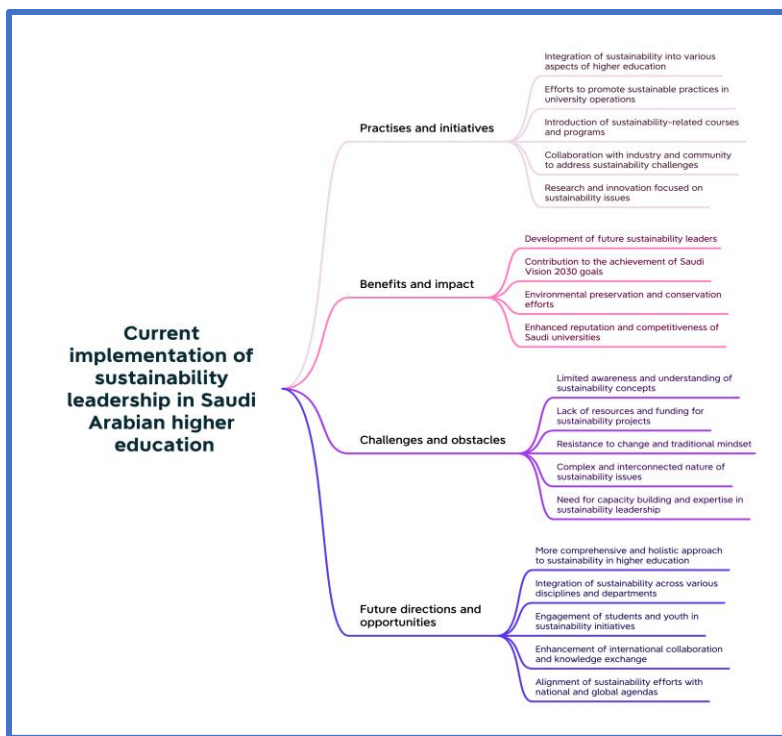 Current
implementation of
sustainability
leadership in Saudi
Arabian higher
education
Practises and initiatives
Integration of sustainability into various
aspects of higher education
Efforts to promote sustainable practices in
university operations
Introduction of sustainability-related courses
and programs
Collaboration with industry and community
to address sustainability challenges
Research and innovation focused on
sustainability issues
Benefits and impact
Development of future sustainability leaders
Contribution to the achievement of Saudi
Vision 2030 goals
Environmental preservation and conservation
efforts
Enhanced reputation and competitiveness of
Saudi universities
Challenges and obstacles
Limited awareness and understanding of
sustainability concepts
Lack of resources and funding for
sustainability projects
Resistance to change and traditional mindset
Complex and interconnected nature of
sustainability issues
Need for capacity building and expertise in
sustainability leadership
Future directions and
opportunities
More comprehensive and holistic approach
to sustainability in higher education
Integration of sustainability across various
disciplines and departments
Engagement of students and youth in
sustainability initiatives
Enhancement of international collaboration
and knowledge exchange
Alignment of sustainability efforts with
national and global agendas